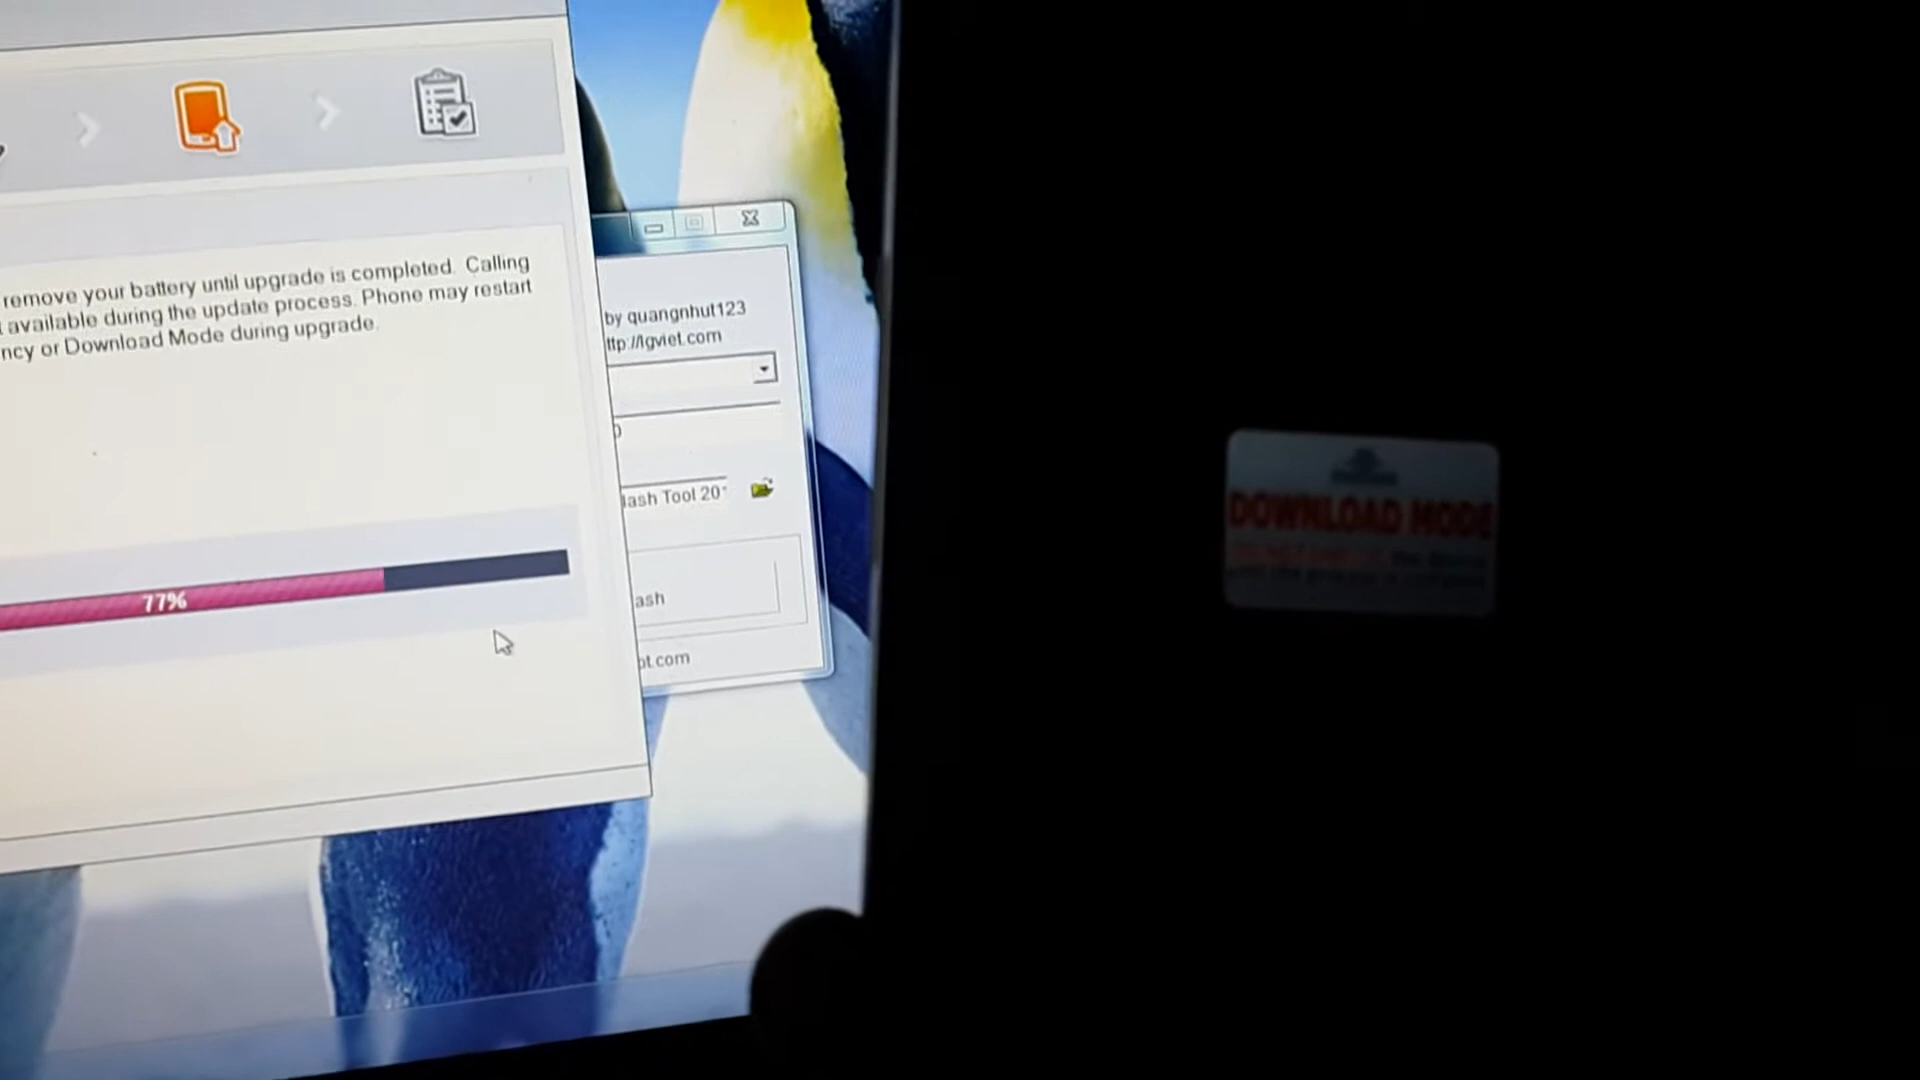 remove your battery until upgrade is completed. Calling
available during the update process. Phone may restart
ncy or Download Mode during upgrade.
77%
by quangnhut123
ttp://lgviet.com
lash Tool 20
ash
ot.com
DOWNLOAD MODE